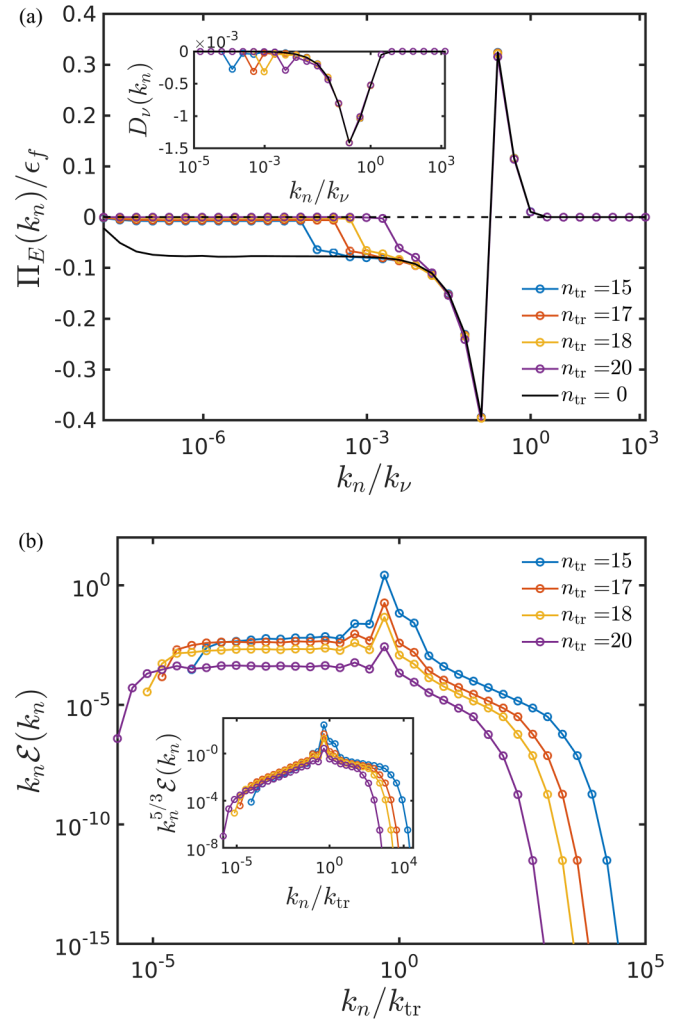 (a)
0.4
0.3
0.2
0.1
0
-0.1
-0.2
-0.3
-0.4
Π_E(k_n)/ϵ_f
×10^-3
0
-0.5
-1
-1.5
D_ν(k_n)
10^-5
10^-3
10^0
10^3
k_n/k_ν
n_tr =15
n_tr =17
n_tr =18
n_tr =20
n_tr =0
10^-6
10^-3
10^0
10^3
k_n/k_ν
(b)
10^0
10^-5
10^-10
10^-15
k_n ℰ(k_n)
n_tr =15
n_tr =17
n_tr =18
n_tr =20
10^-0
10^-4
10^-8
k_n^5/3 ℰ(k_n)
10^-5
10^0
10^4
k_n/k_tr
10^-5
10^0
10^5
k_n/k_tr